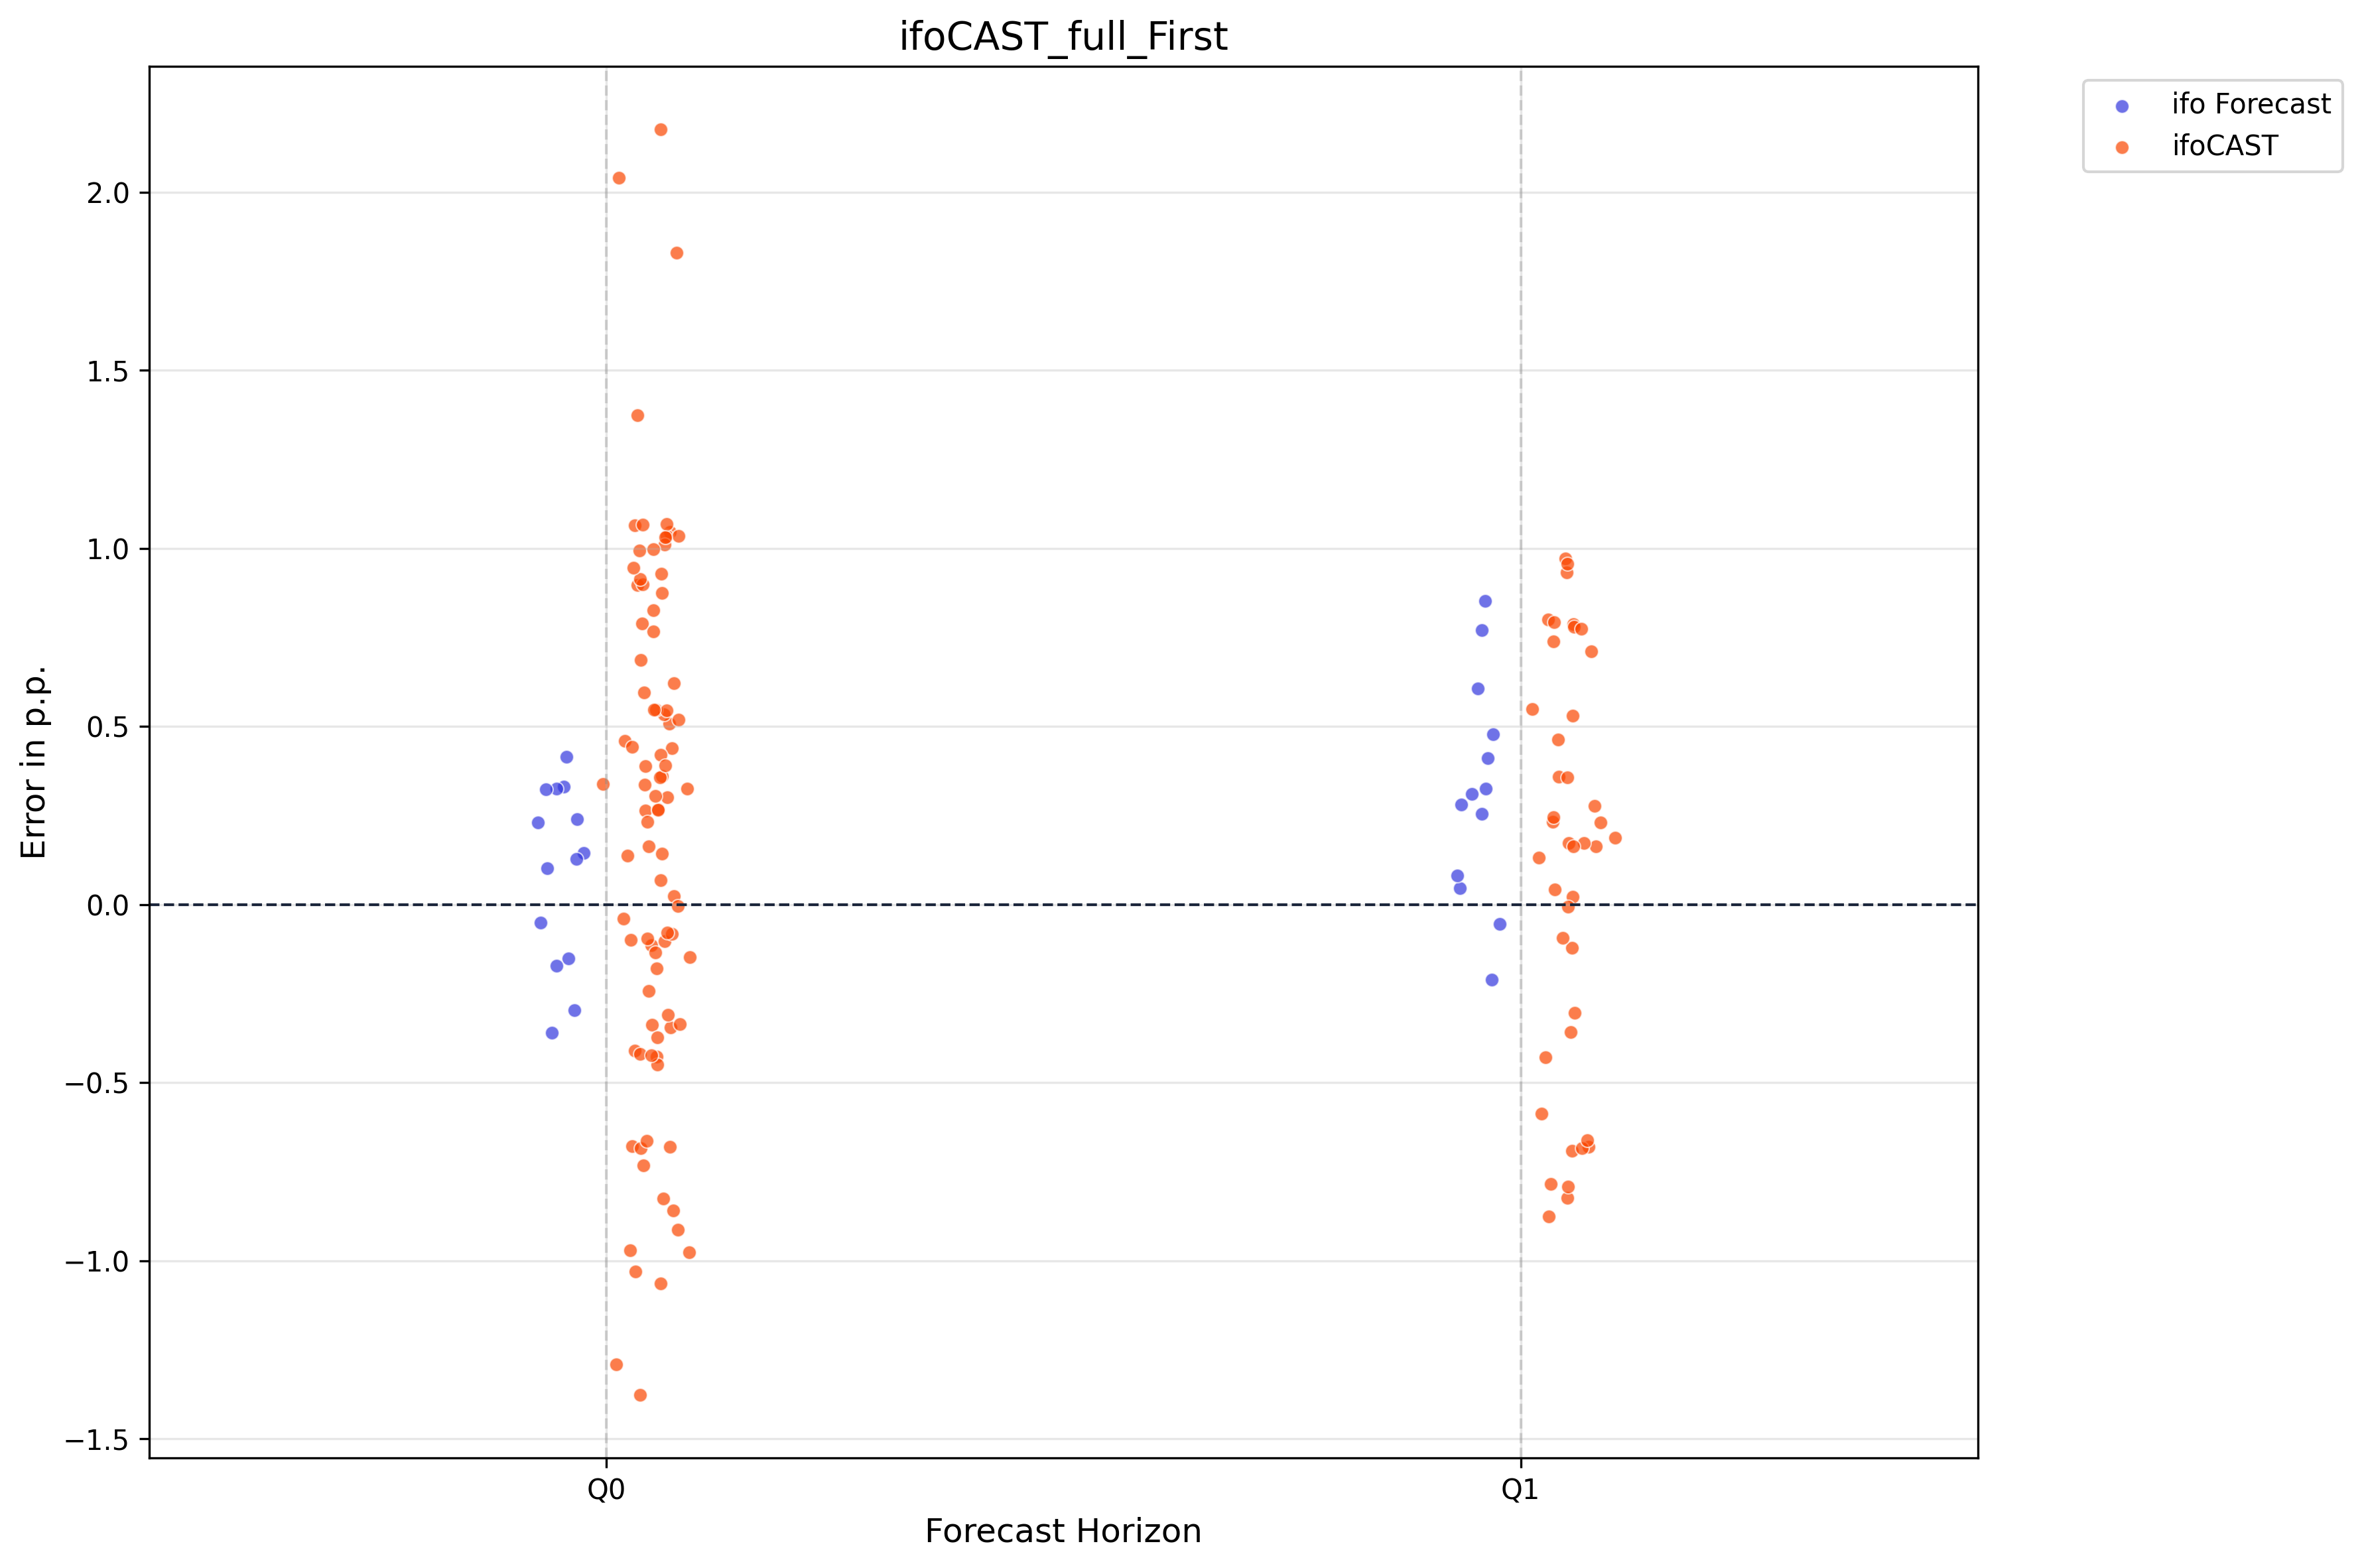 ifoCAST_full_First
ifo Forecast
ifoCAST
Error in p.p.
2.0
1.5
1.0
0.5
0.0
−0.5
−1.0
−1.5
Q0
Q1
Forecast Horizon